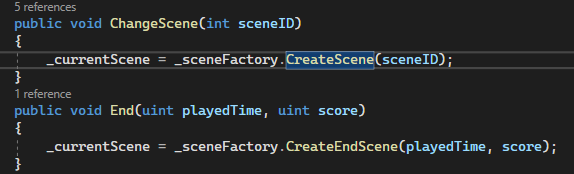 5 references
public void ChangeScene(int sceneID)
{
    _currentScene = _sceneFactory.CreateScene(sceneID);
}
1 reference
public void End(uint playedTime, uint score)
{
    _currentScene = _sceneFactory.CreateEndScene(playedTime, score);
}